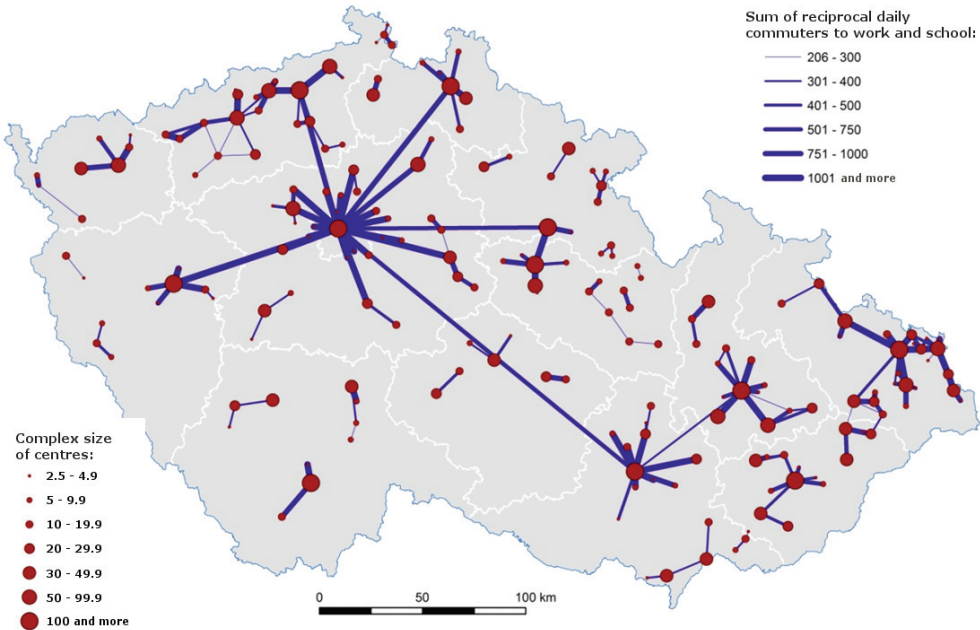 Sum of reciprocal daily
commuters to work and school:
206 - 300
301 - 400
401 - 500
501 - 750
751 - 1000
1001 and more
Complex size
of centres:
2.5 - 4.9
5 - 9.9
10 - 19.9
20 - 29.9
30 - 49.9
50 - 99.9
100 and more
0 50 100 km